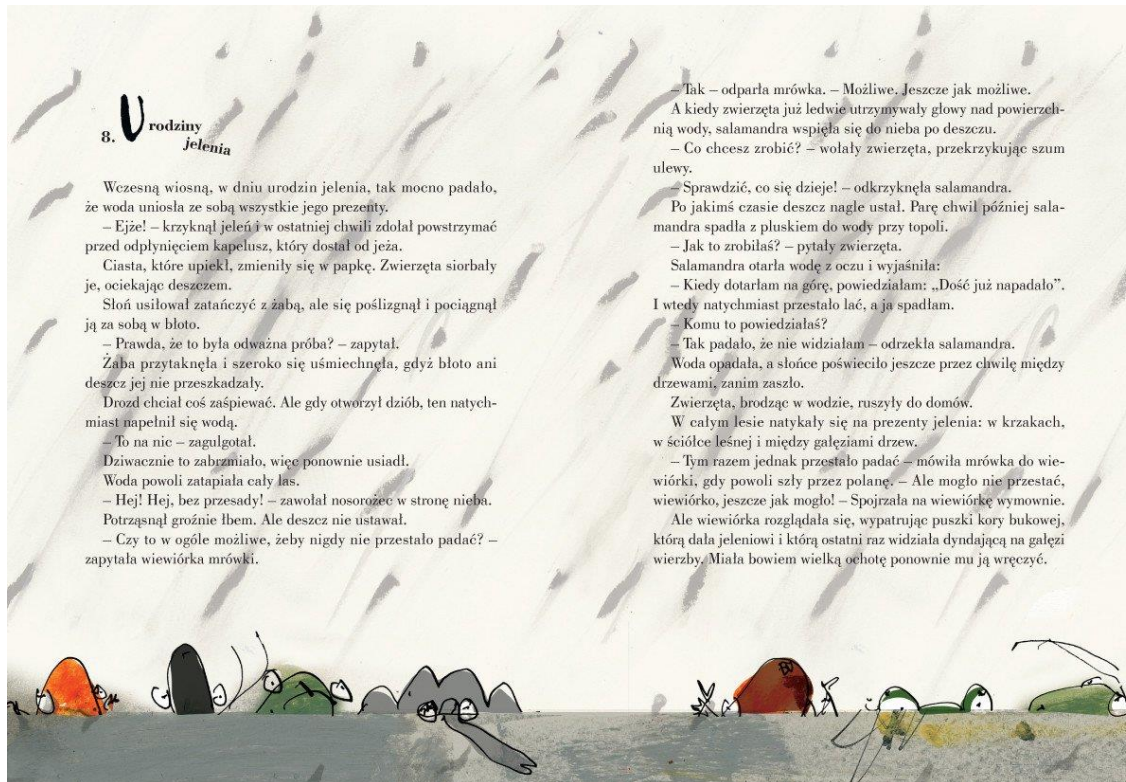 8. Urodziny
jelenia
Wczesną wiosną, w dniu urodzin jelenia, tak mocno padało,
że woda uniosła ze sobą wszystkie jego prezenty.
– Ejże! – krzyknął jeleń i w ostatniej chwili zdołał powstrzymać
przed odpłynięciem kapelusz, który dostał od jeża.
Ciasta, które upiekł, zmieniły się w papkę. Zwierzęta siorbały
je, ociekając deszczem.
Słoń usiłował zatańczyć z żabą, ale się poślizgnął i pociągnął
ją za sobą w błoto.
– Prawda, że to była odważna próba? – zapytał.
Żaba przytaknęła i szeroko się uśmiechnęła, gdyż błoto ani
deszcz jej nie przeszkadzały.
Drozd chciał coś zaśpiewać. Ale gdy otworzył dziób, ten natych-
miast napełnił się wodą.
– To na nic – zagulgotał.
Dziwacznie to zabrzmiało, więc ponownie usiadł.
Woda powoli zatapiała cały las.
– Hej! Hej, bez przesady! – zawołał nosorożec w stronę nieba.
Potrząsnął groźnie łbem. Ale deszcz nie ustawał.
– Czy to w ogóle możliwe, żeby nigdy nie przestało padać? –
zapytała wiewiórka mrówki.
– Tak – odparła mrówka. – Możliwe. Jeszcze jak możliwe.
A kiedy zwierzęta już ledwie utrzymywały głowy nad powierzch-
nią wody, salamandra wspięła się do nieba po deszczu.
– Co chcesz zrobić? – wołały zwierzęta, przekrzykując szum
ulewy.
– Sprawdzić, co się dzieje! – odkrzyknęła salamandra.
Po jakimś czasie deszcz nagle ustał. Parę chwil później sala-
mandra spadła z pluskiem do wody przy topoli.
– Jak to zrobiłaś? – pytały zwierzęta.
Salamandra otarła wodę z oczu i wyjaśniła:
– Kiedy dotarłam na górę, powiedziałam: „Dość już napadało”.
I wtedy natychmiast przestało lać, a ja spadłam.
– Komu to powiedziałaś?
– Tak padało, że nie widziałam – odrzekła salamandra.
Woda opadała, a słońce poświeciło jeszcze przez chwilę między
drzewami, zanim zaszło.
Zwierzęta, brodząc w wodzie, ruszyły do domów.
W całym lesie natykały się na prezenty jelenia: w krzakach,
w ściółce leśnej i między gałęziami drzew.
– Tym razem jednak przestało padać – mówiła mrówka do wie-
wiórki, gdy powoli szły przez polanę. – Ale mogło nie przestać,
wiewiórko, jeszcze jak mogło! – Spojrzała na wiewiórkę wymownie.
Ale wiewiórka rozglądała się, wypatrując puszki kory bukowej,
którą dała jeleniowi i którą ostatni raz widziała dyndającą na gałęzi
wierzby. Miała bowiem wielką ochotę ponownie mu ją wręczyć.